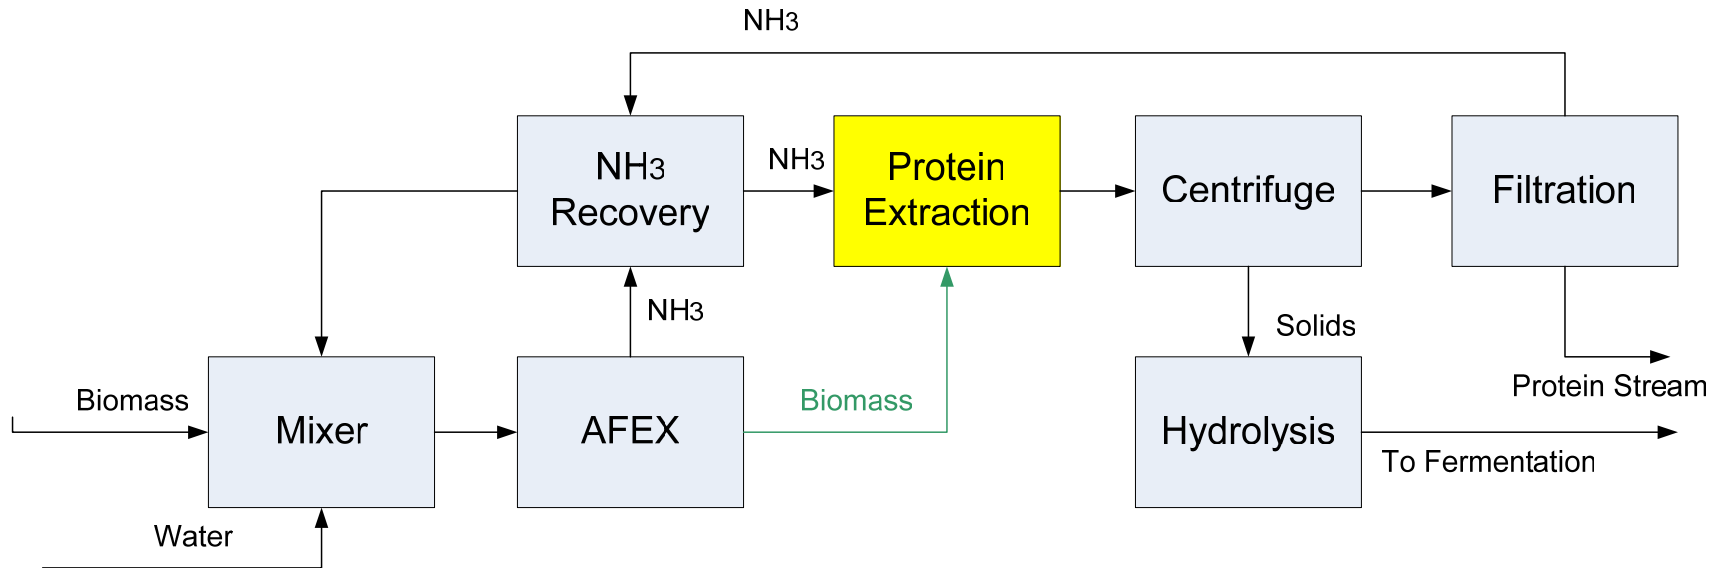 NH3
NH3
Recovery
NH3
Protein
Extraction
Centrifuge
Filtration
NH3
Solids
Biomass
Mixer
AFEX
Biomass
Hydrolysis
Protein Stream
To Fermentation
Water